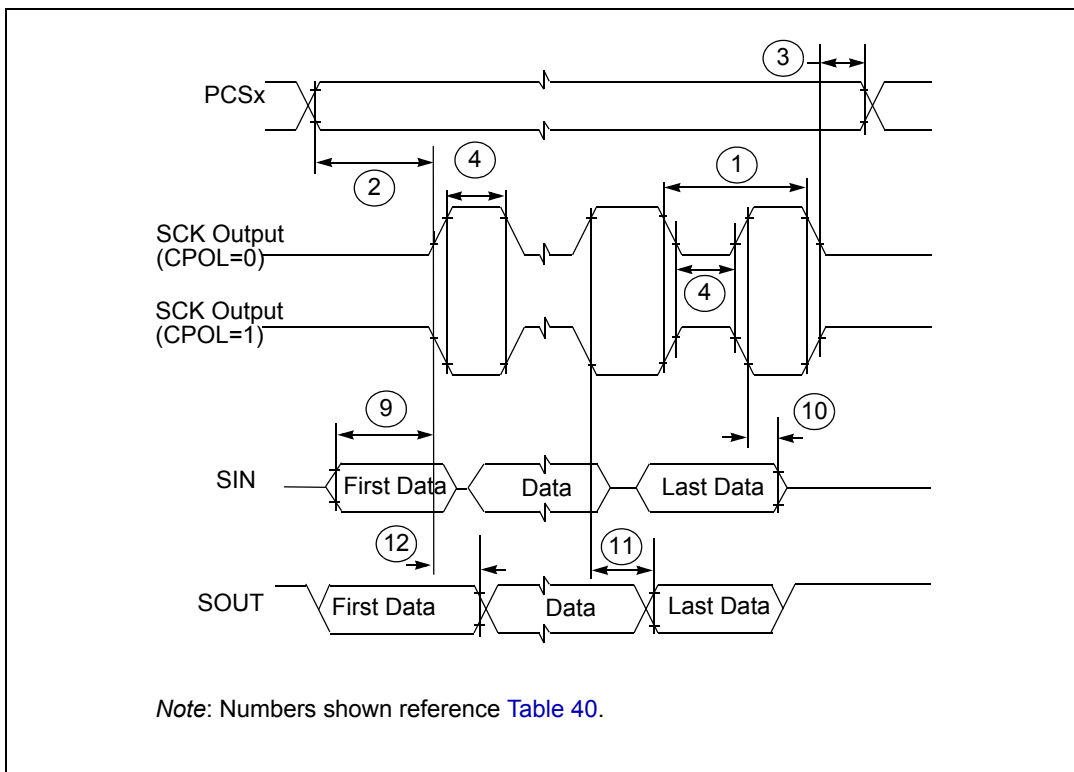 3
PCSx
2
4
1
SCK Output
(CPOL=0)
4
SCK Output
(CPOL=1)
9
10
SIN
First Data
Data
Last Data
12
11
SOUT
First Data
Data
Last Data
Note: Numbers shown reference Table 40.